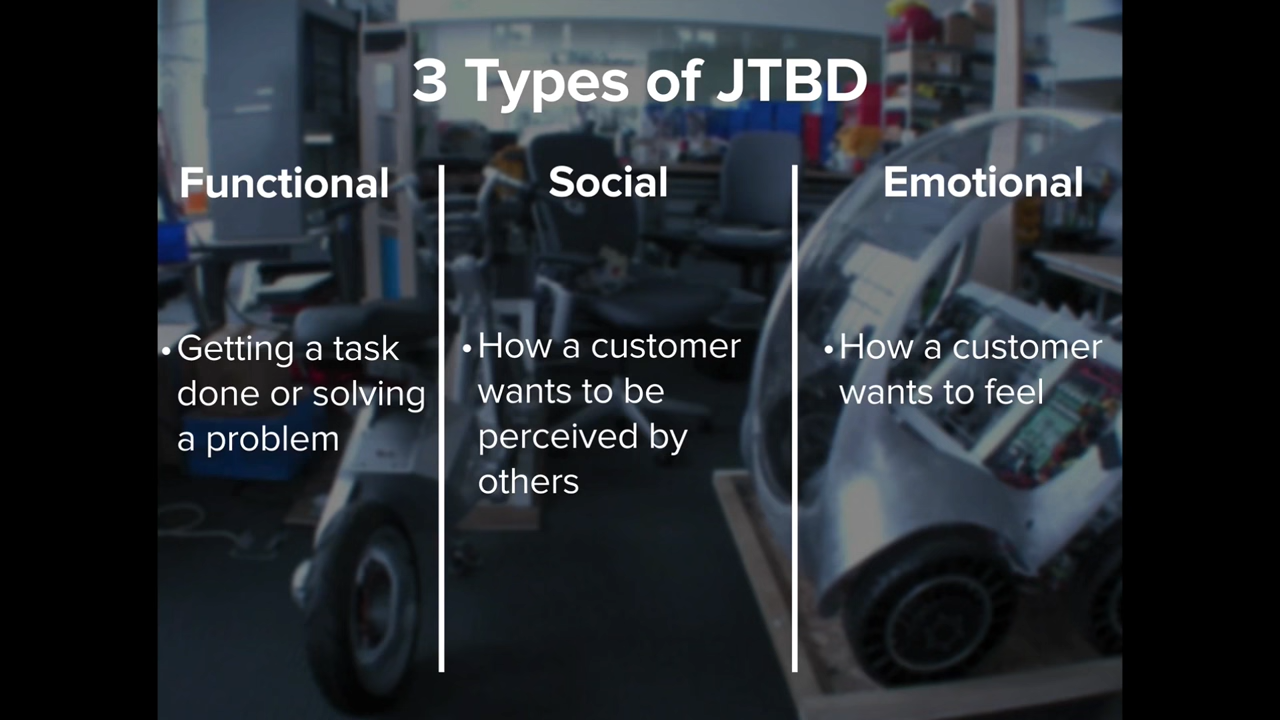 3 Types of JTBD
Functional
• Getting a task
done or solving
a problem
Social
• How a customer
wants to be
perceived by
others
Emotional
• How a customer
wants to feel